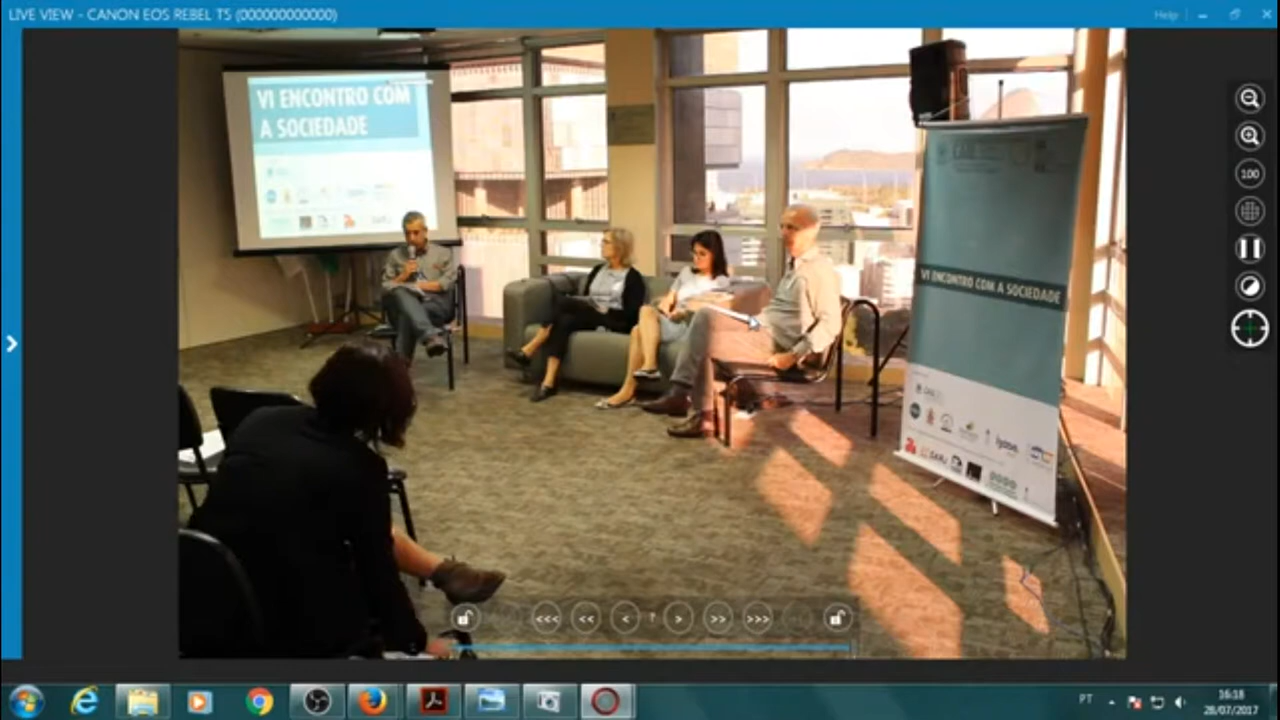 LIVE VIEW - CANON EOS REBEL T5 (000000000000)
Help
VI ENCONTRO COM
A SOCIEDADE
100
VI ENCONTRO COM A SOCIEDADE
<<<
<<
<
?
>
>>
>>>
PT
16:18
28/07/2017